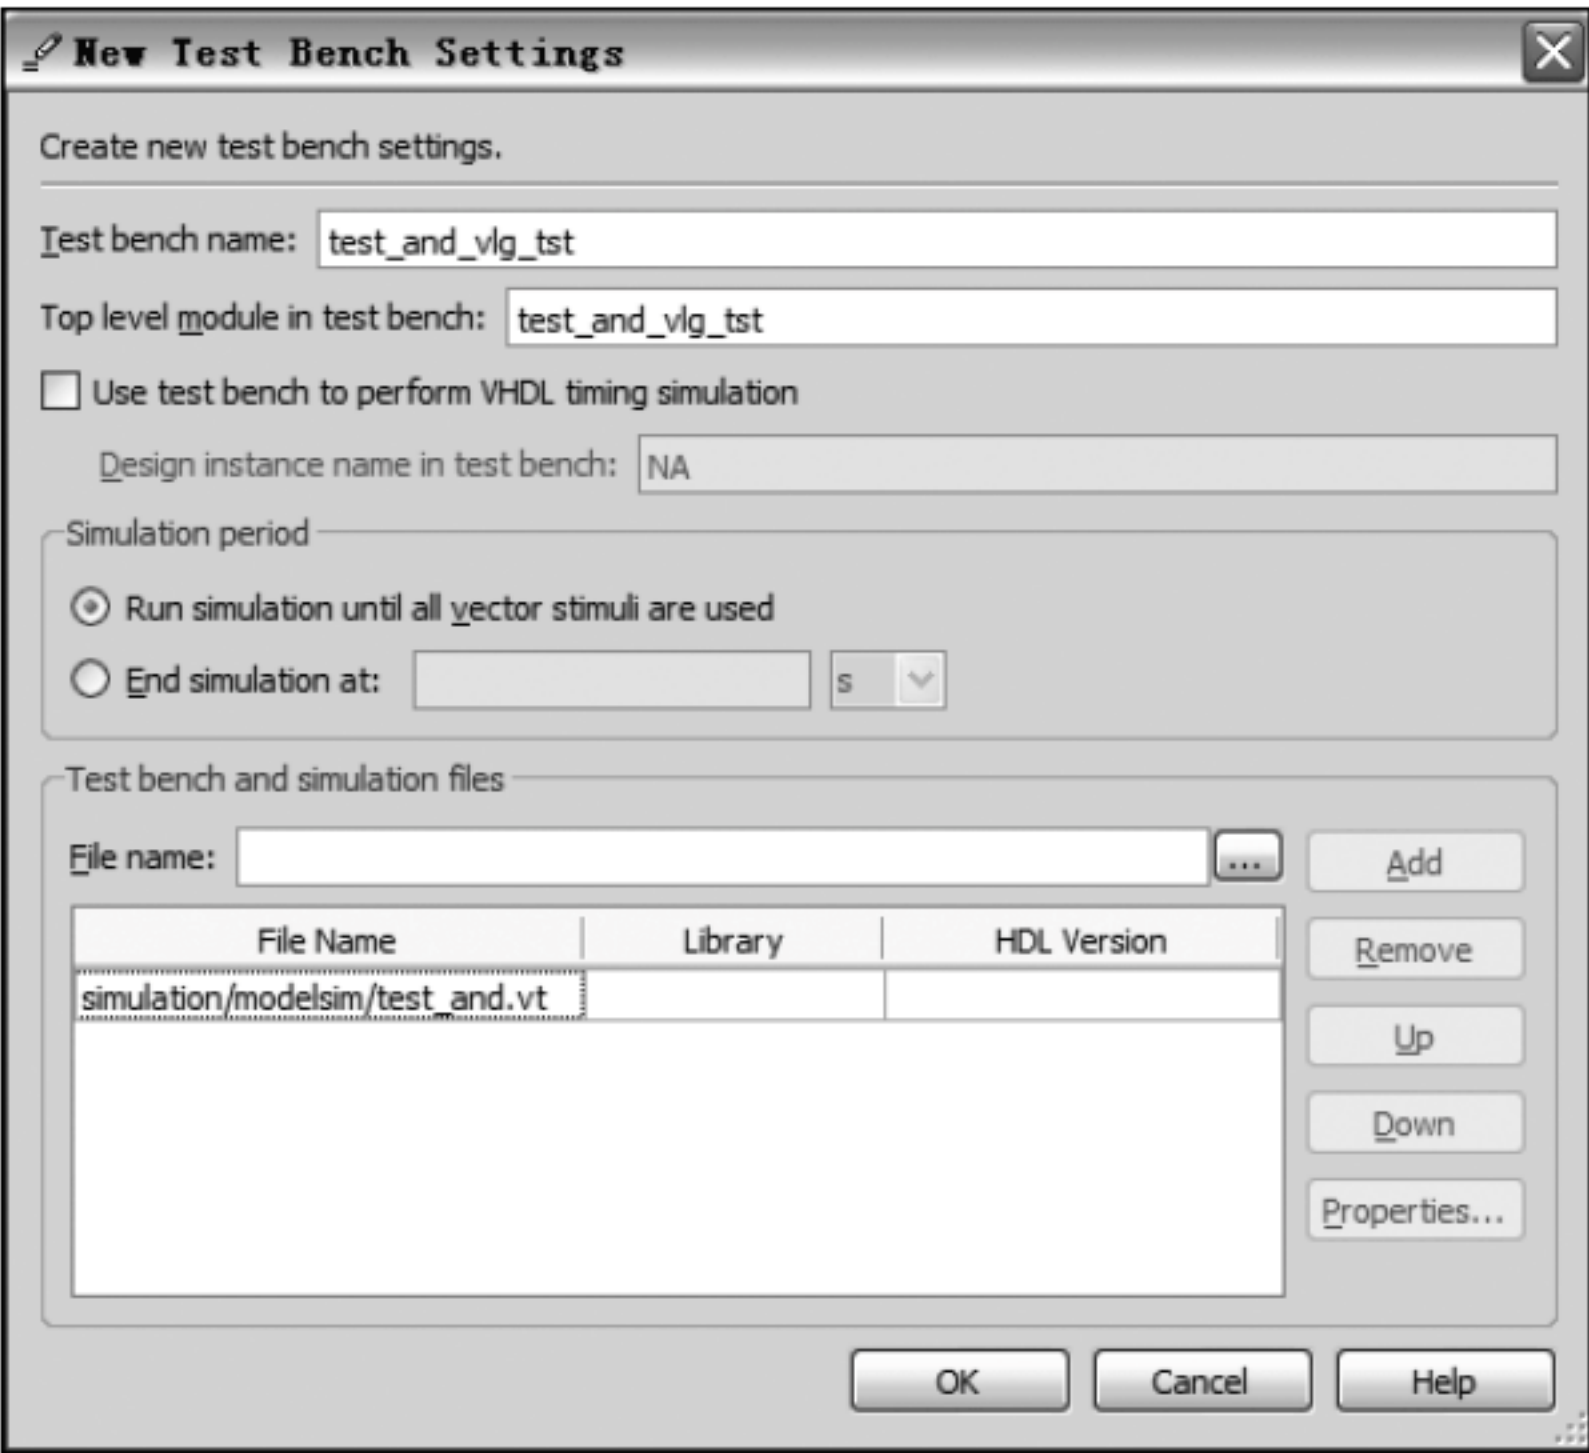 New Test Bench Settings
Create new test bench settings.
Test bench name: test_and_vlg_tst
Top level module in test bench: test_and_vlg_tst
Use test bench to perform VHDL timing simulation
Design instance name in test bench: NA
Simulation period
Run simulation until all vector stimuli are used
End simulation at: s
Test bench and simulation files
File name: ... Add
File Name Library HDL Version
Remove
simulation/modelsim/test_and.vt
Up
Down
Properties...
OK Cancel Help